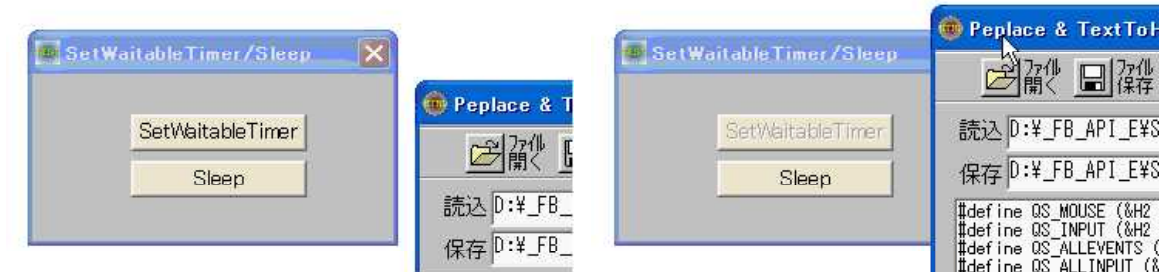 SetWaitableTimer/Sleep
SetWaitableTimer
Sleep
Peplace & T
ファイル
開く
読込 D:¥_FB_
保存 D:¥_FB_
SetWaitableTimer/Sleep
SetWaitableTimer
Sleep
Peplace & TextToH
ファイル
開く
ファイル
保存
読込 D:¥_FB_API_E¥S
保存 D:¥_FB_API_E¥S
#define QS_MOUSE (&H2
#define QS_INPUT (&H2
#define QS_ALLEVENTS (
#define QS_ALLINPUT (&